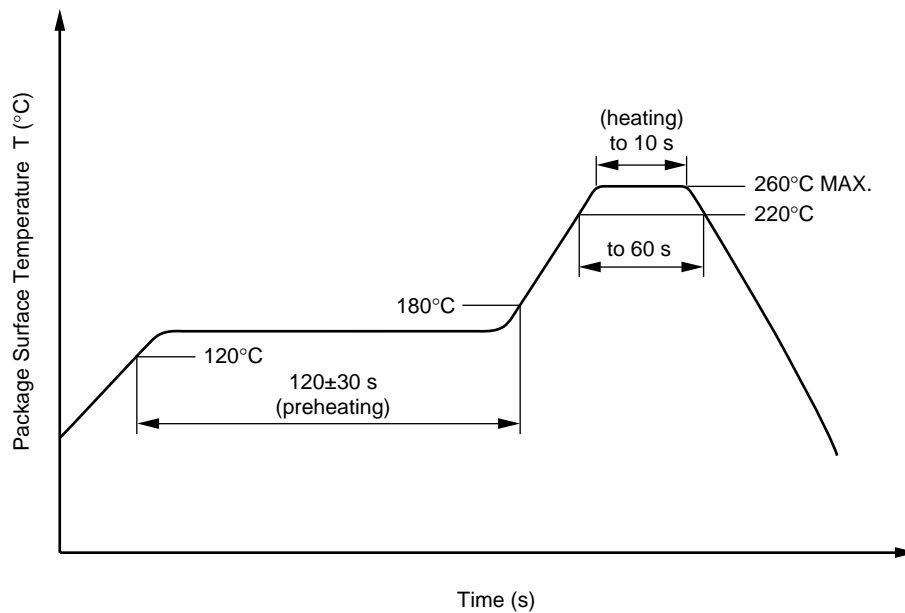 Package Surface Temperature T (°C)
(heating)
to 10 s
260°C MAX.
220°C
to 60 s
180°C
120°C
120±30 s
(preheating)
Time (s)